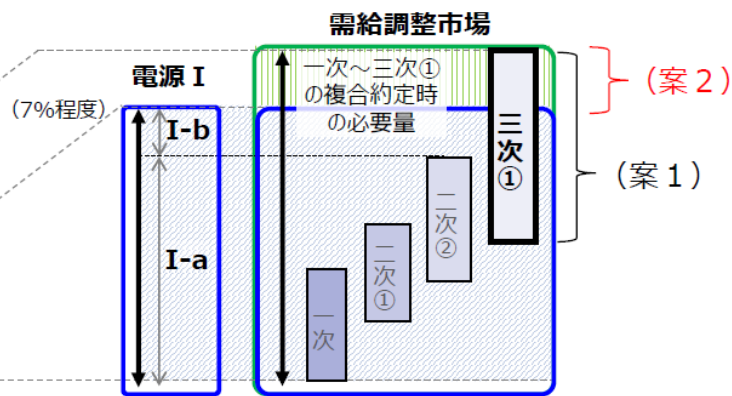 需給調整市場
電源Ⅰ
(7%程度)
Ⅰ-b
Ⅰ-a
一次～三次①
の複合約定時
の必要量
一次
二次①
二次②
三次①
（案２）
（案１）